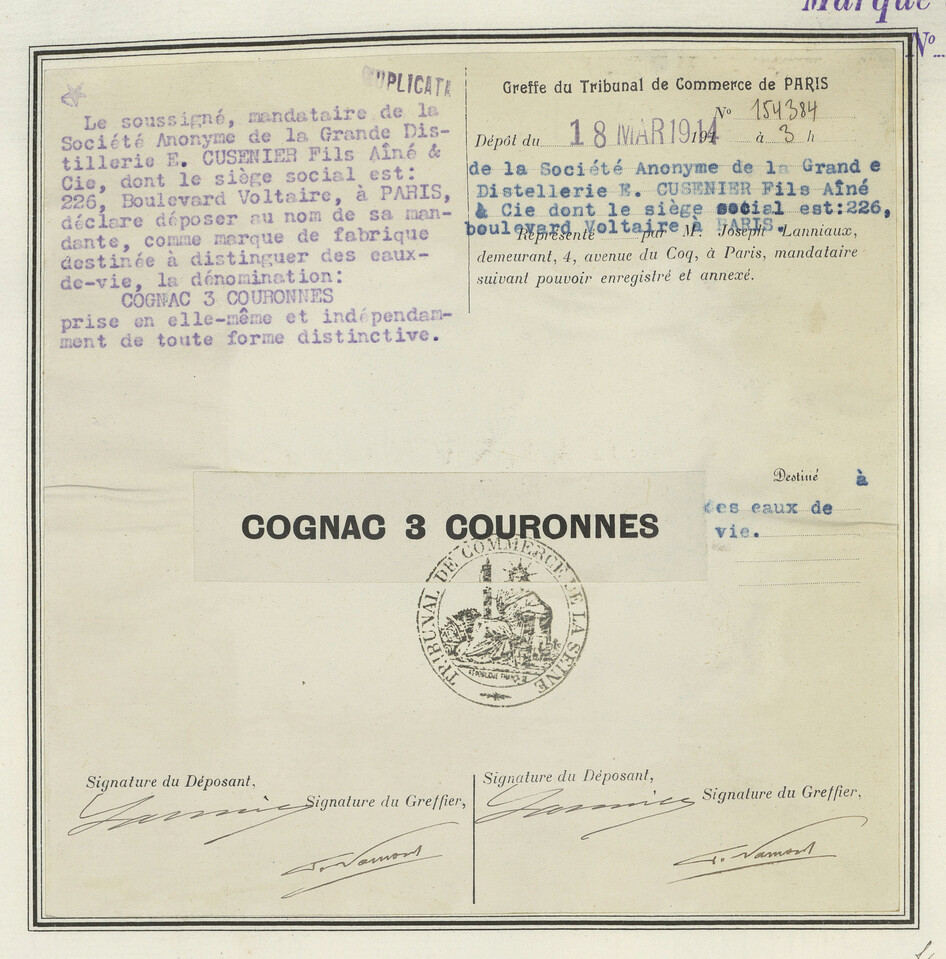 Marque
Nº
DUPLICATA
Le soussigné, mandataire de la
Société Anonyme de la Grande Dis-
tillerie E. CUSENIER Fils Aîné &
Cie, dont le siège social est:
226, Boulevard Voltaire, à PARIS,
déclare déposer au nom de sa man-
dante, comme marque de fabrique
destinée à distinguer des eaux-
de-vie, la dénomination:
COGNAC 3 COURONNES
prise en elle-même et indépendam-
ment de toute forme distinctive.
Greffe du Tribunal de Commerce de PARIS
Nº 154384
Dépôt du 18 MAR 1914 à 3 h
de la Société Anonyme de la Grand e
Distellerie E. CUSENIER Fils Aîné
& Cie dont le siège social est:226,
boulevard Voltaire à PARIS.
Représenté par M. Joseph Lanniaux,
demeurant, 4, avenue du Coq, à Paris, mandataire
suivant pouvoir enregistré et annexé.
Destiné à
des eaux de
vie.
COGNAC 3 COURONNES
TRIBUNAL DE COMMERCE DE LA SEINE
Signature du Déposant,
Signature du Greffier,
Signature du Déposant,
Signature du Greffier,